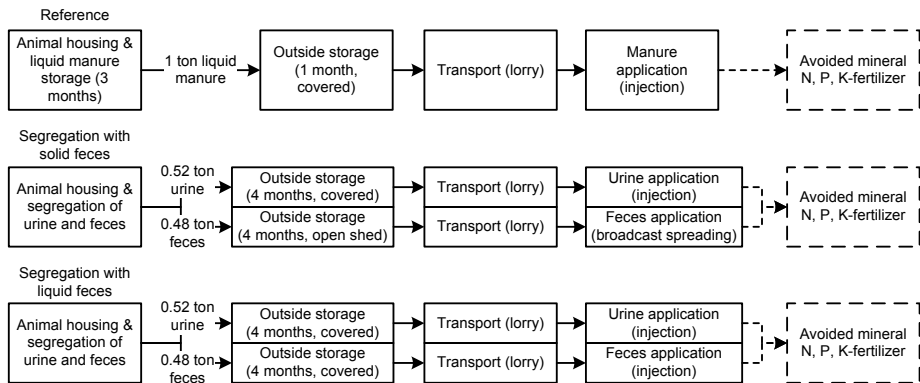 Reference
Animal housing &
liquid manure
storage (3
months)
1 ton liquid
manure
Outside storage
(1 month,
covered)
Transport (lorry)
Manure
application
(injection)
Avoided mineral
N, P, K-fertilizer
Segregation with
solid feces
Animal housing &
segregation of
urine and feces
0.52 ton
urine
0.48 ton
feces
Outside storage
(4 months, covered)
Outside storage
(4 months, open shed)
Transport (lorry)
Transport (lorry)
Urine application
(injection)
Feces application
(broadcast spreading)
Avoided mineral
N, P, K-fertilizer
Segregation with
liquid feces
Animal housing &
segregation of
urine and feces
0.52 ton
urine
0.48 ton
feces
Outside storage
(4 months, covered)
Outside storage
(4 months, covered)
Transport (lorry)
Transport (lorry)
Urine application
(injection)
Feces application
(injection)
Avoided mineral
N, P, K-fertilizer